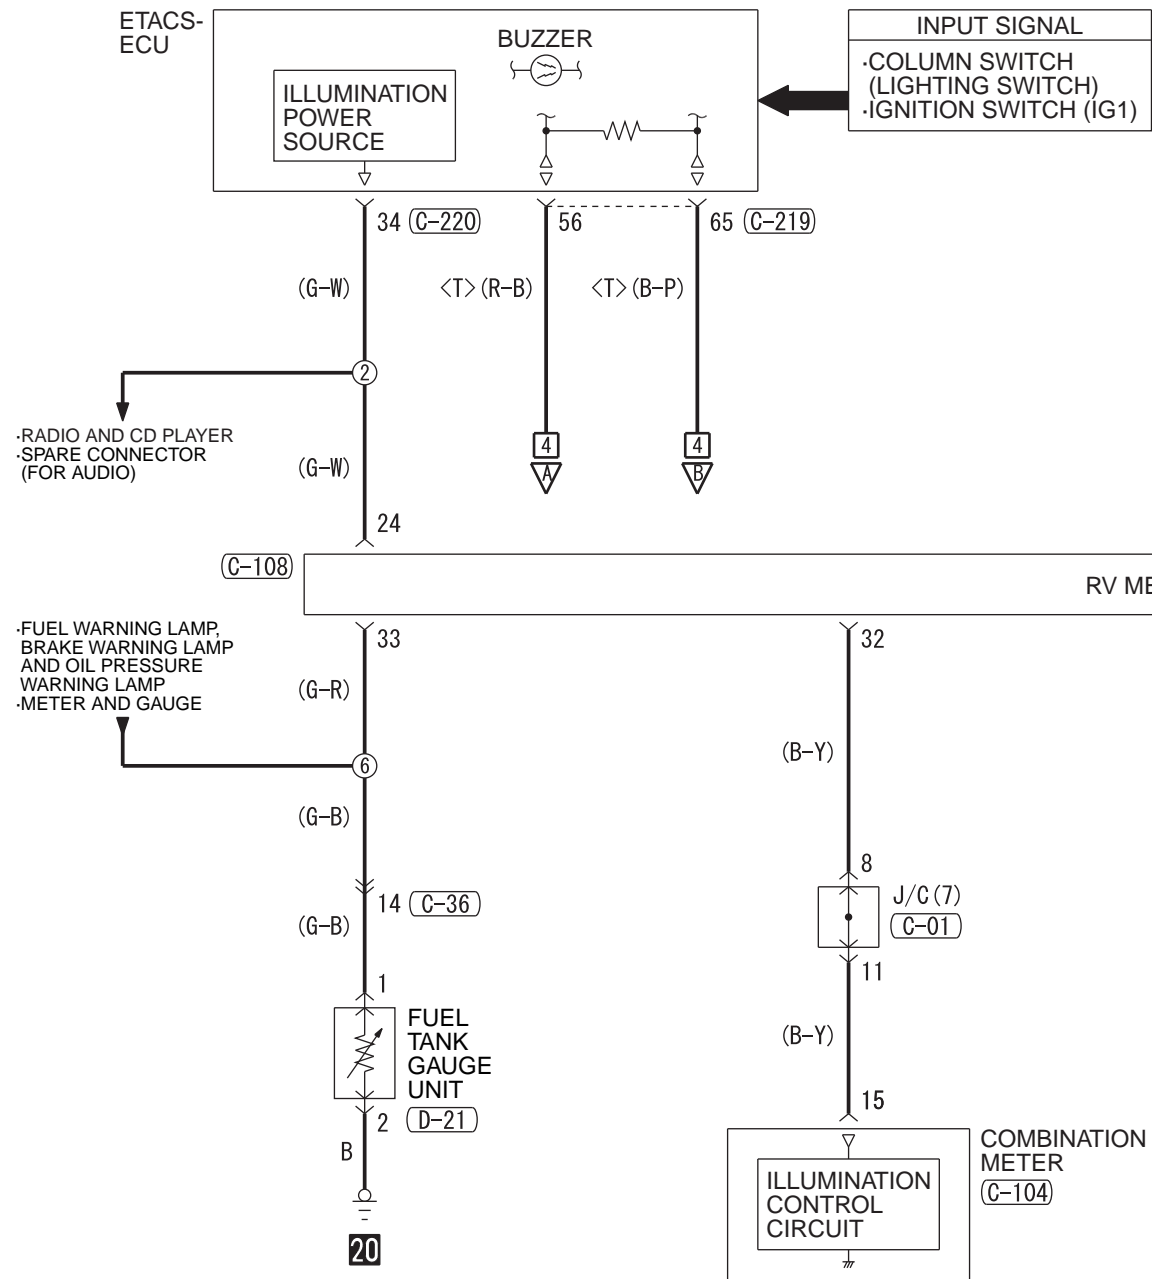 ETACS-
ECU
BUZZER
ILLUMINATION
POWER
SOURCE
INPUT SIGNAL
·COLUMN SWITCH
(LIGHTING SWITCH)
·IGNITION SWITCH (IG1)
34 C-220
56
65 C-219
(G-W)
<T>(R-B)
<T>(B-P)
2
·RADIO AND CD PLAYER
·SPARE CONNECTOR
(FOR AUDIO)
(G-W)
4
A
4
B
24
C-108
RV ME
·FUEL WARNING LAMP,
BRAKE WARNING LAMP
AND OIL PRESSURE
WARNING LAMP
·METER AND GAUGE
33
32
(G-R)
(B-Y)
6
(G-B)
8
J/C(7)
C-01
14 C-36
(G-B)
11
1
FUEL
TANK
GAUGE
UNIT
(B-Y)
2 D-21
15
B
20
COMBINATION
METER
C-104
ILLUMINATION
CONTROL
CIRCUIT